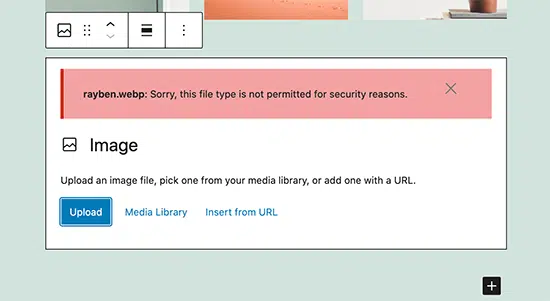 rayben.webp: Sorry, this file type is not permitted for security reasons.
Image
Upload an image file, pick one from your media library, or add one with a URL.
Upload Media Library Insert from URL